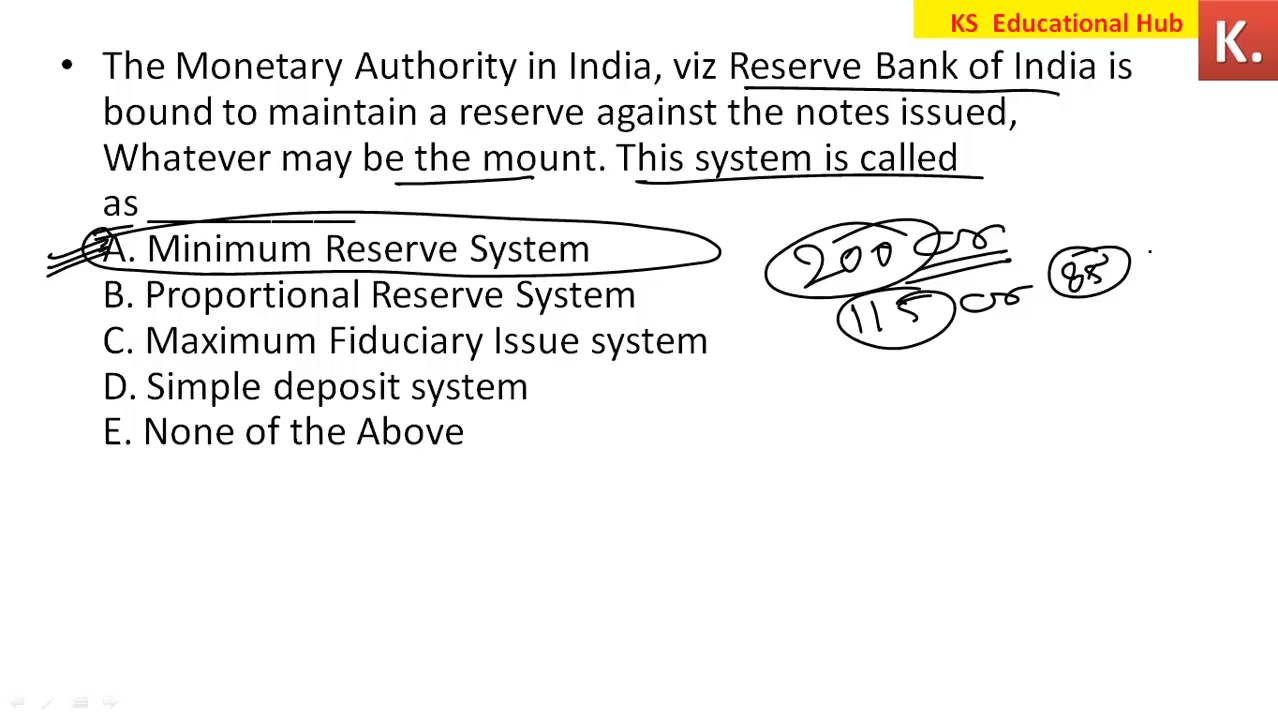 KS Educational Hub
K.
• The Monetary Authority in India, viz Reserve Bank of India is
bound to maintain a reserve against the notes issued,
Whatever may be the mount. This system is called
as __________
A. Minimum Reserve System
B. Proportional Reserve System
C. Maximum Fiduciary Issue system
D. Simple deposit system
E. None of the Above
200 cr
115 cr 85